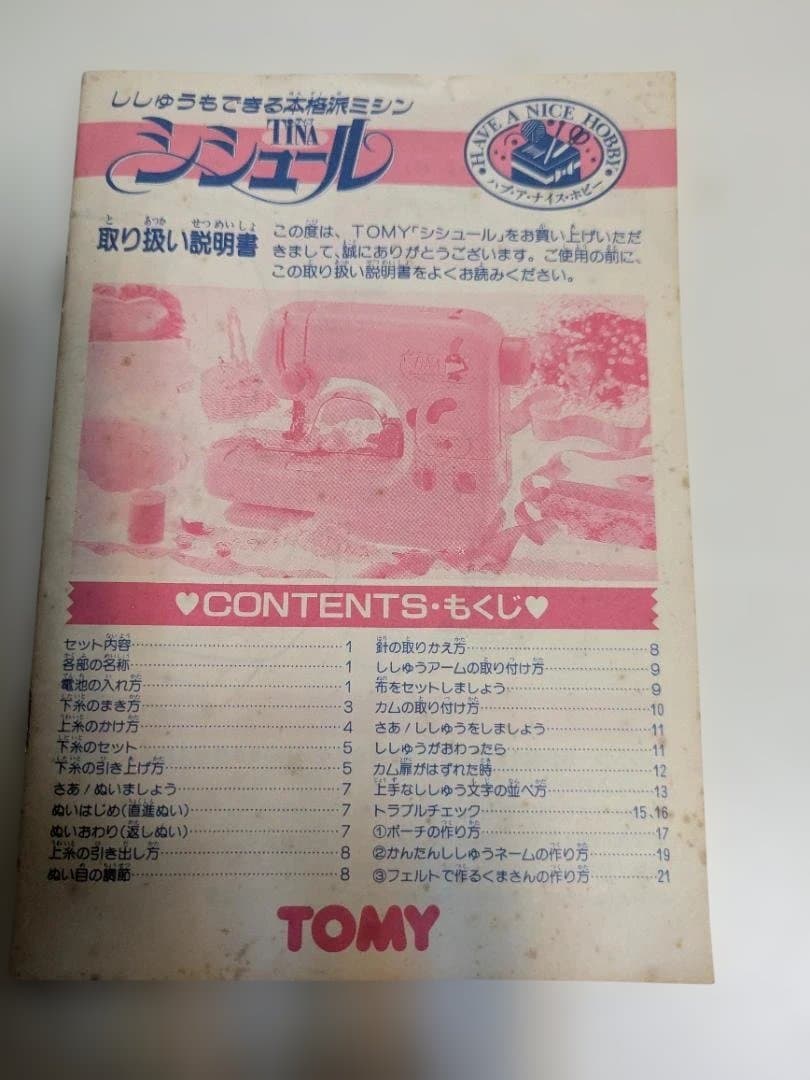 ししゅうもできる本格派ミシン
TINA
シシュール
HAVE A NICE HOBBY
ハブ・ア・ナイス・ホビー
取り扱い説明書
この度は、TOMY「シシュール」をお買い上げいただ
きまして、誠にありがとうございます。ご使用の前に、
この取り扱い説明書をよくお読みください。
♥CONTENTS・もくじ♥
セット内容 1
各部の名称 1
電池の入れ方 1
下糸のまき方 3
上糸のかけ方 4
下糸のセット 5
下糸の引き上げ方 5
さあ!ぬいましょう 7
ぬいはじめ(直進ぬい) 7
ぬいおわり(返しぬい) 7
上糸の引き出し方 8
ぬい目の調節 8
針の取りかえ方 8
ししゅうアームの取り付け方 9
布をセットしましょう 9
カムの取り付け方 10
さあ!ししゅうをしましょう 11
ししゅうがおわったら 11
カム扉がはずれた時 12
上手なししゅう文字の並べ方 13
トラブルチェック 15、16
①ポーチの作り方 17
②かんたんししゅうネームの作り方 19
③フェルトで作るくまさんの作り方 21
TOMY